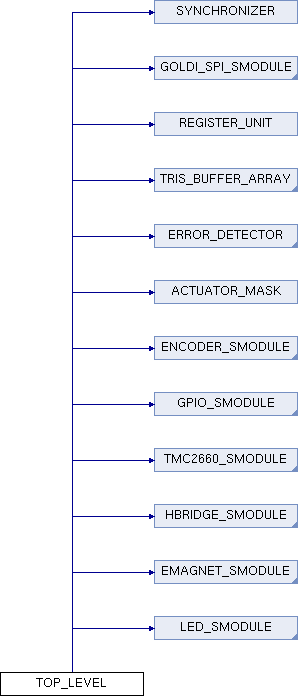 SYNCHRONIZER
GOLDI_SPI_SMODULE
REGISTER_UNIT
TRIS_BUFFER_ARRAY
ERROR_DETECTOR
ACTUATOR_MASK
ENCODER_SMODULE
GPIO_SMODULE
TMC2660_SMODULE
HBRIDGE_SMODULE
EMAGNET_SMODULE
LED_SMODULE
TOP_LEVEL